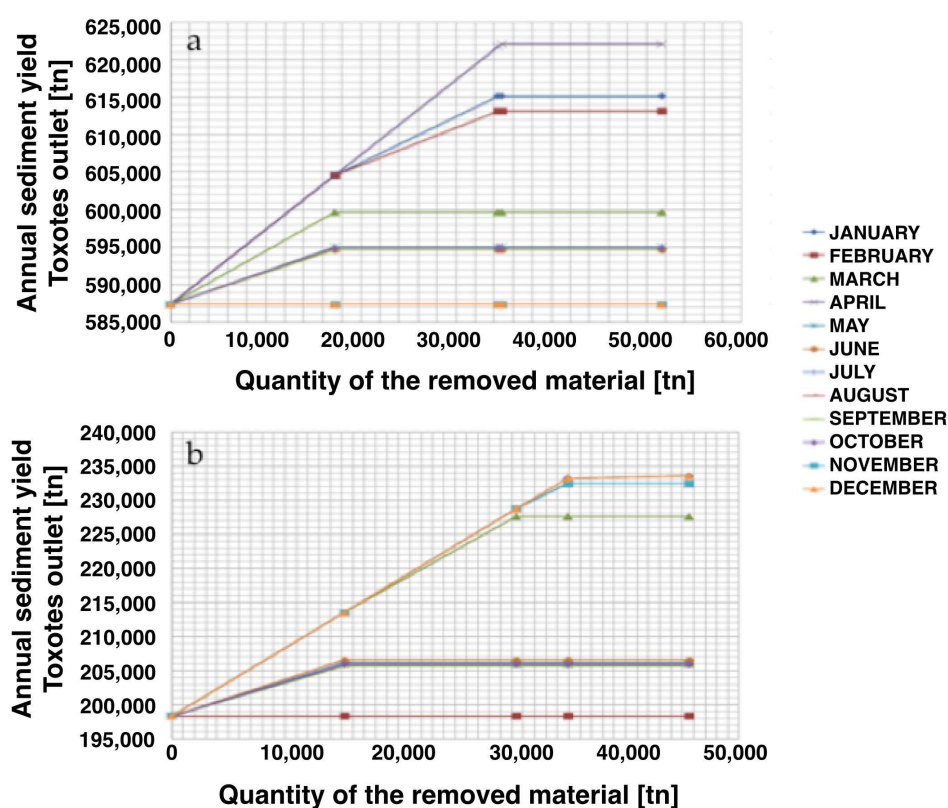 a
625,000
620,000
615,000
610,000
605,000
600,000
595,000
590,000
585,000
Annual sediment yield
Toxotes outlet [tn]
0
10,000
20,000
30,000
40,000
50,000
60,000
Quantity of the removed material [tn]
JANUARY
FEBRUARY
MARCH
APRIL
MAY
JUNE
JULY
AUGUST
SEPTEMBER
OCTOBER
NOVEMBER
DECEMBER
b
240,000
235,000
230,000
225,000
220,000
215,000
210,000
205,000
200,000
195,000
Annual sediment yield
Toxotes outlet [tn]
0
10,000
20,000
30,000
40,000
50,000
Quantity of the removed material [tn]